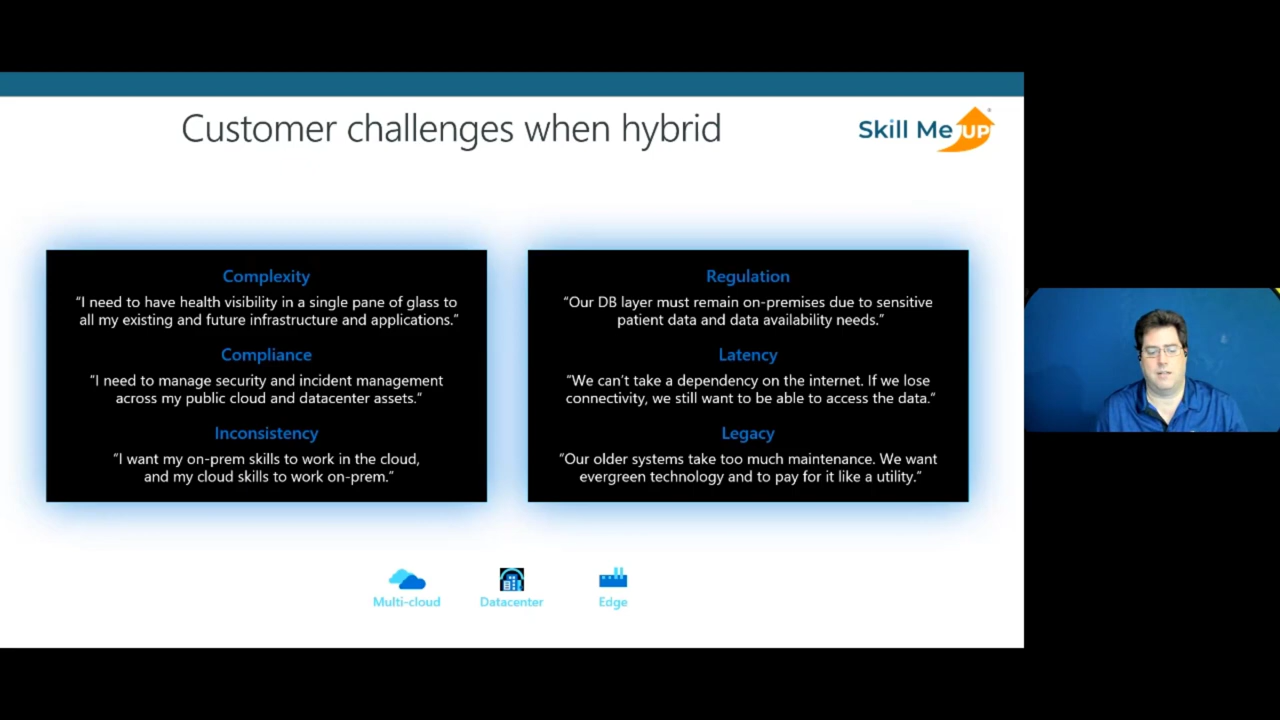 Customer challenges when hybrid
Skill Me UP
Complexity
“I need to have health visibility in a single pane of glass to
all my existing and future infrastructure and applications.”
Compliance
“I need to manage security and incident management
across my public cloud and datacenter assets.”
Inconsistency
“I want my on-prem skills to work in the cloud,
and my cloud skills to work on-prem.”
Regulation
“Our DB layer must remain on-premises due to sensitive
patient data and data availability needs.”
Latency
“We can’t take a dependency on the internet. If we lose
connectivity, we still want to be able to access the data.”
Legacy
“Our older systems take too much maintenance. We want
evergreen technology and to pay for it like a utility.”
Multi-cloud
Datacenter
Edge